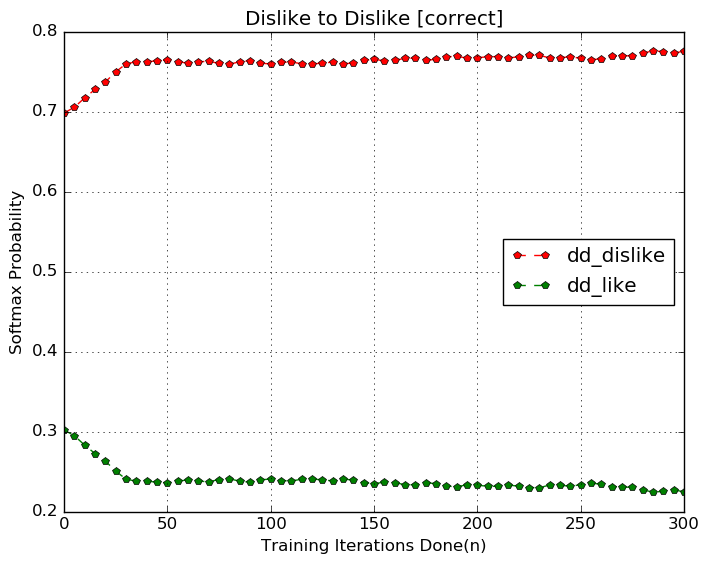 Dislike to Dislike [correct]
0.8
0.7
0.6
0.5
0.4
0.3
0.2
Softmax Probability
dd_dislike
dd_like
0 50 100 150 200 250 300
Training Iterations Done(n)